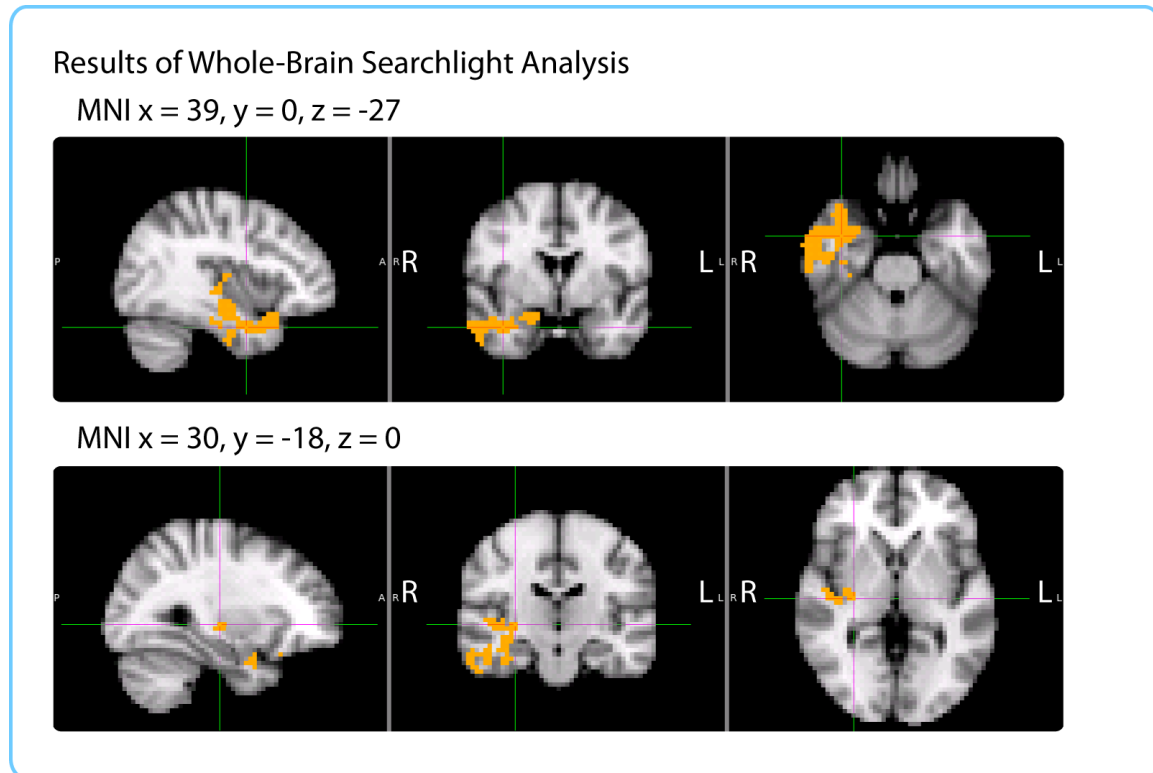 Results of Whole-Brain Searchlight Analysis
MNI x = 39, y = 0, z = -27
P A R R L L R R L L
MNI x = 30, y = -18, z = 0
P A R R L L R R L L